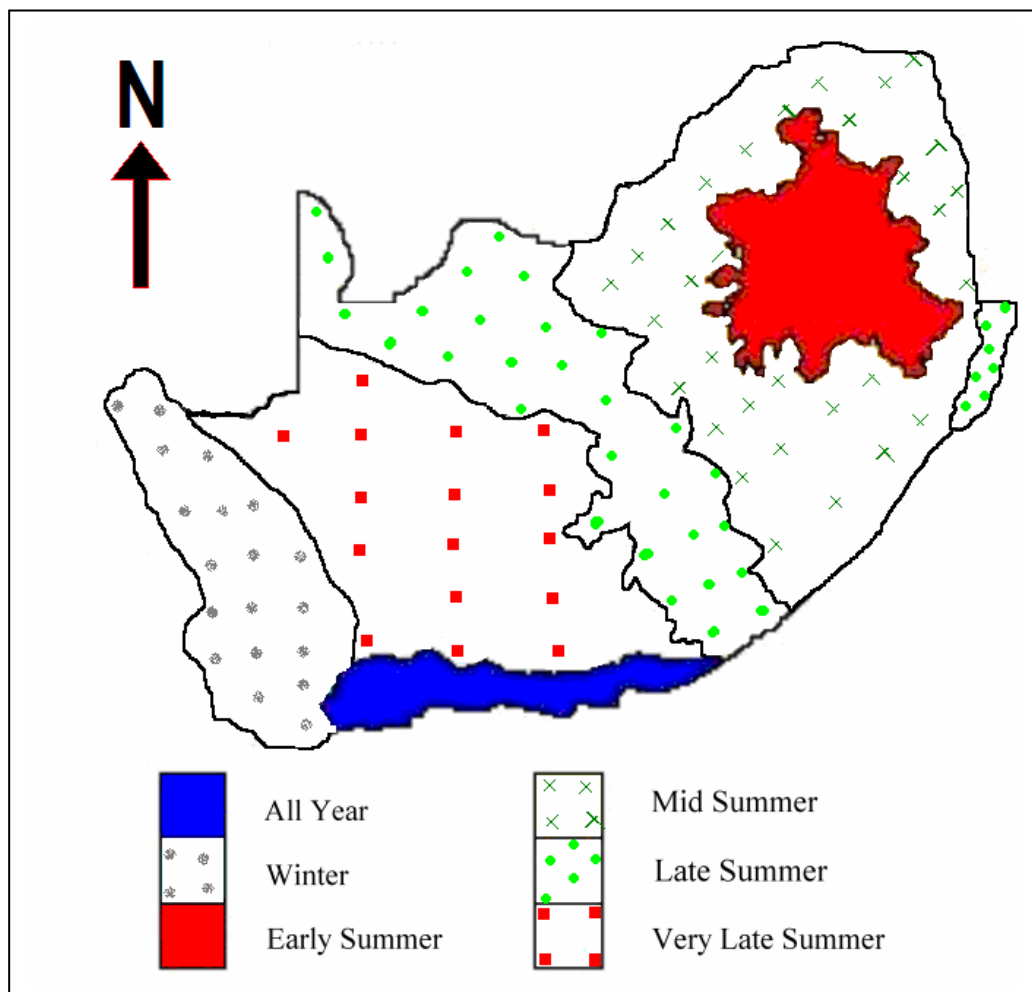 N
All Year
Winter
Early Summer
Mid Summer
Late Summer
Very Late Summer